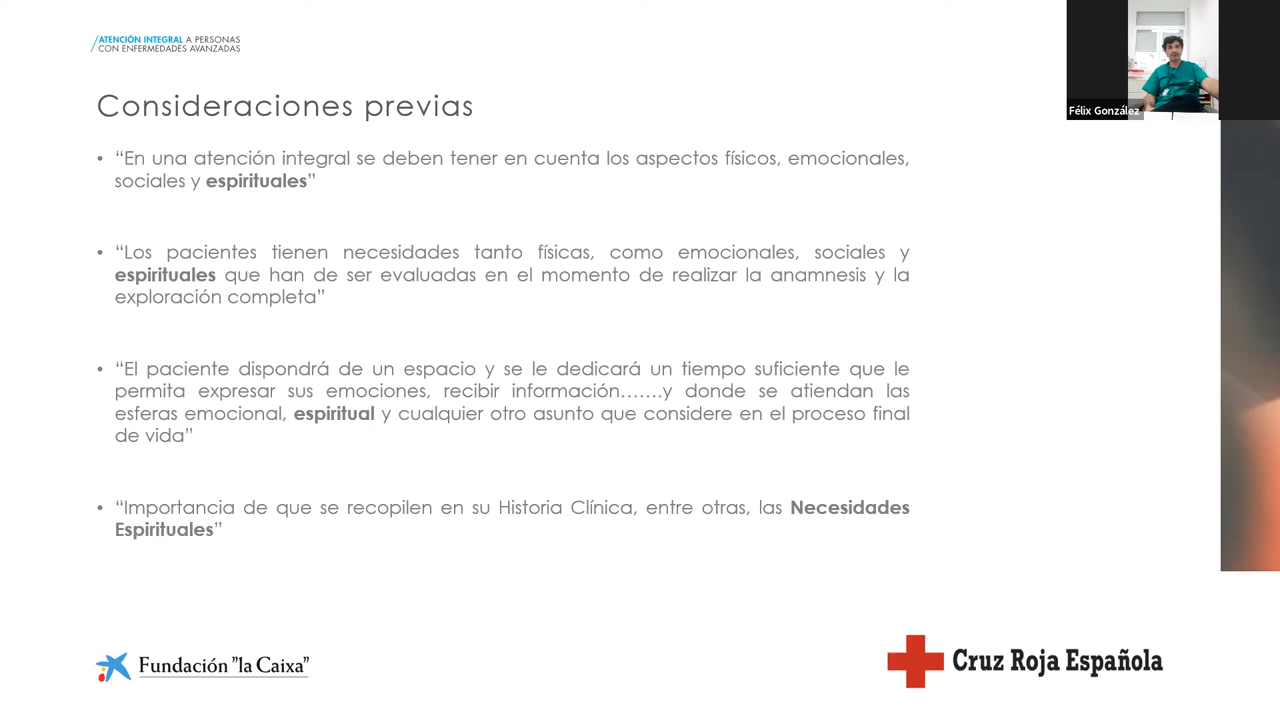 ATENCIÓN INTEGRAL A PERSONAS
CON ENFERMEDADES AVANZADAS
Félix González
Consideraciones previas
• “En una atención integral se deben tener en cuenta los aspectos físicos, emocionales,
sociales y espirituales”
• “Los pacientes tienen necesidades tanto físicas, como emocionales, sociales y
espirituales que han de ser evaluadas en el momento de realizar la anamnesis y la
exploración completa”
• “El paciente dispondrá de un espacio y se le dedicará un tiempo suficiente que le
permita expresar sus emociones, recibir información…….y donde se atiendan las
esferas emocional, espiritual y cualquier otro asunto que considere en el proceso final
de vida”
• “Importancia de que se recopilen en su Historia Clínica, entre otras, las Necesidades
Espirituales”
Fundación "la Caixa"
Cruz Roja Española